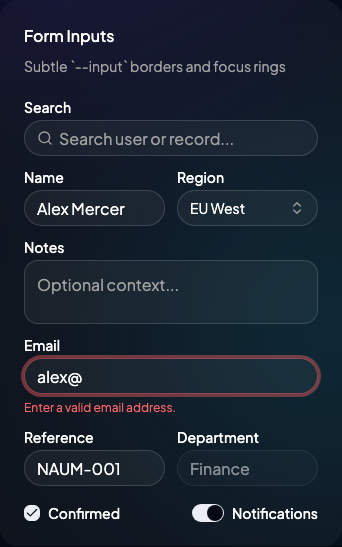 Form Inputs
Subtle `--input` borders and focus rings
Search
Search user or record...
Name Region
Alex Mercer EU West
Notes
Optional context...
Email
alex@
Enter a valid email address.
Reference Department
NAUM-001 Finance
Confirmed Notifications